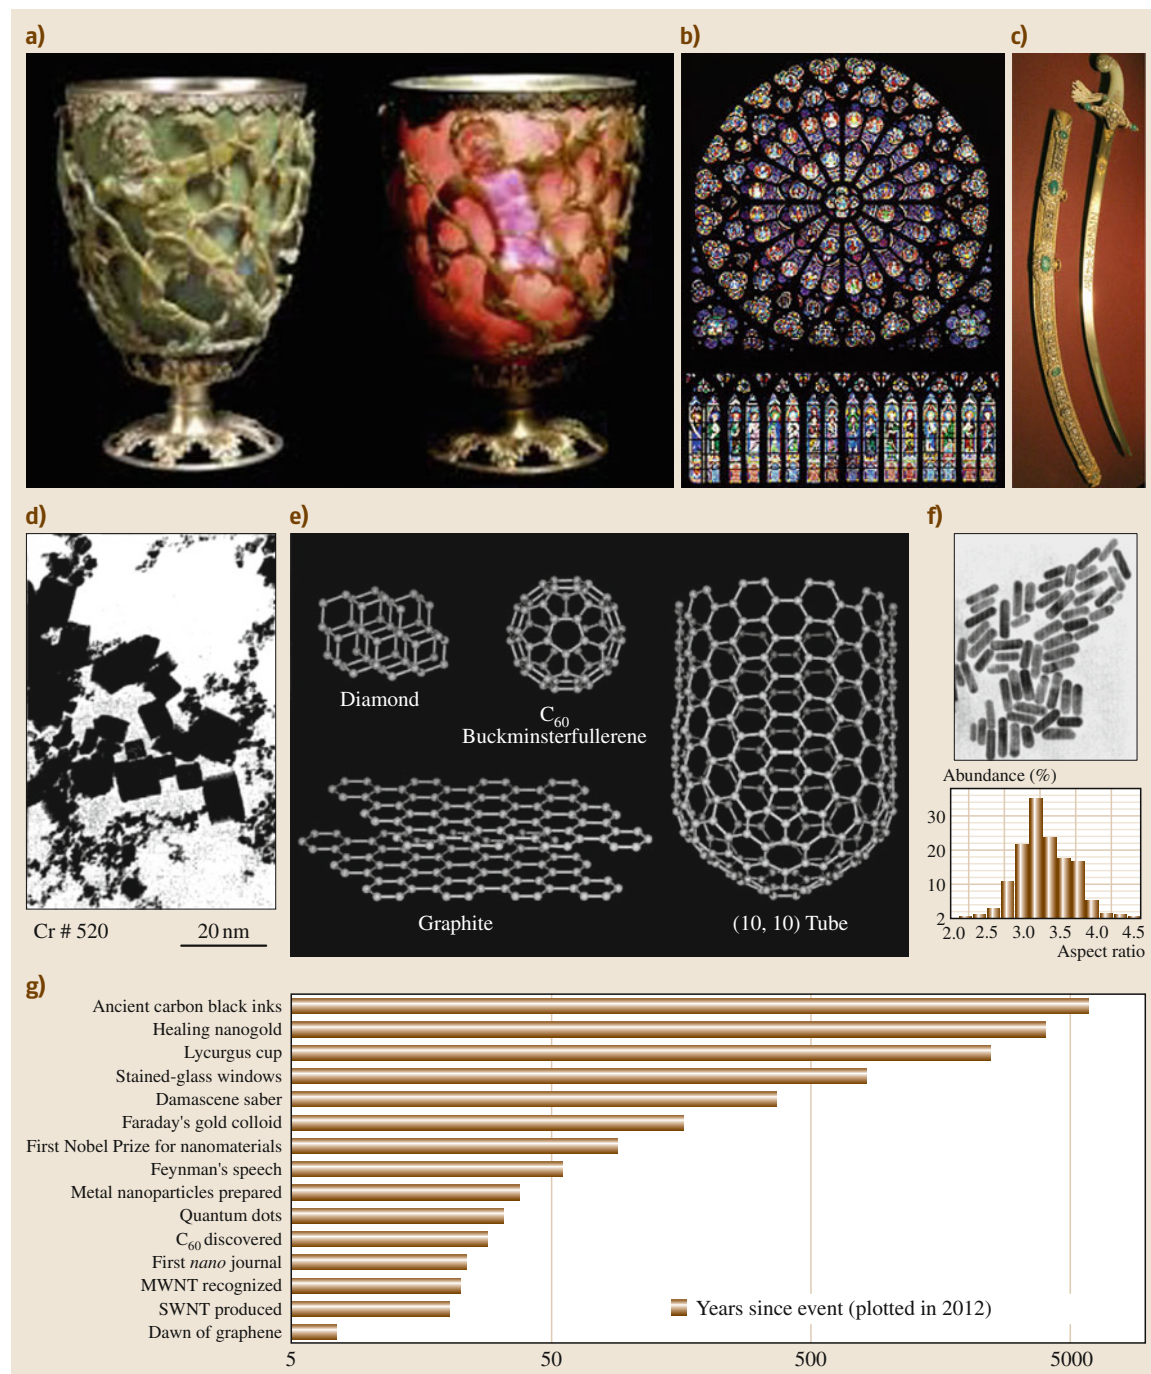 a)
b)
c)
d)
e)
f)
Diamond
C60
Buckminsterfullerene
Graphite
(10, 10) Tube
Cr # 520
20 nm
Abundance (%)
30
20
10
2
2.0 2.5 3.0 3.5 4.0 4.5
Aspect ratio
g)
Ancient carbon black inks
Healing nanogold
Lycurgus cup
Stained-glass windows
Damascene saber
Faraday's gold colloid
First Nobel Prize for nanomaterials
Feynman's speech
Metal nanoparticles prepared
Quantum dots
C60 discovered
First nano journal
MWNT recognized
SWNT produced
Dawn of graphene
Years since event (plotted in 2012)
5 50 500 5000